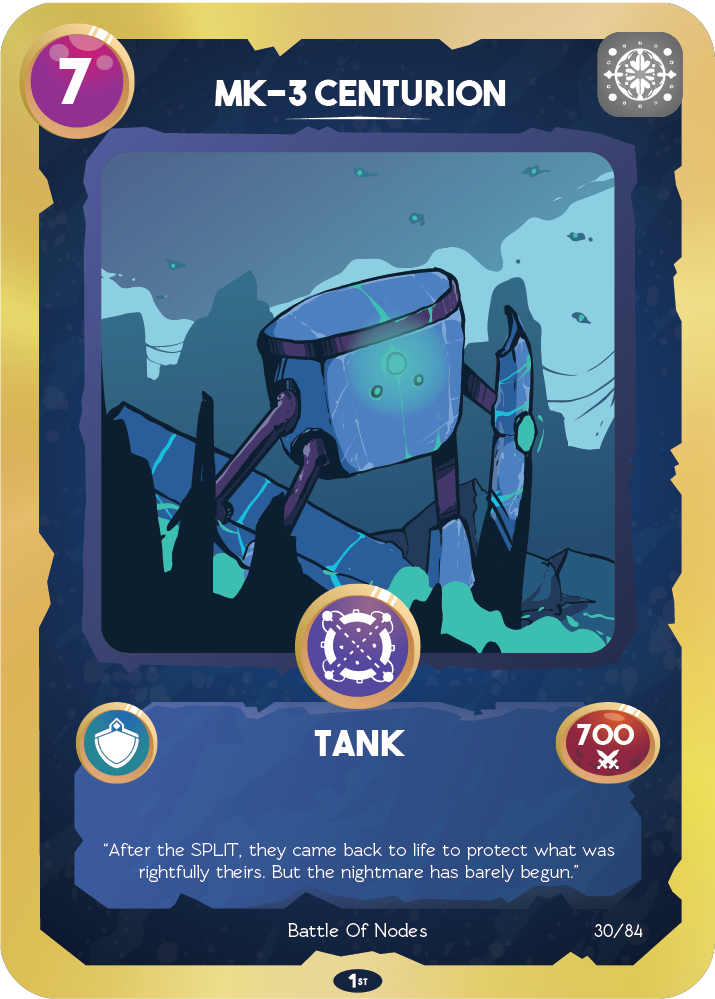 7
MK-3 CENTURION
TANK
700
“After the SPLIT, they came back to life to protect what was
rightfully theirs. But the nightmare has barely begun.”
Battle Of Nodes
30/84
1ST